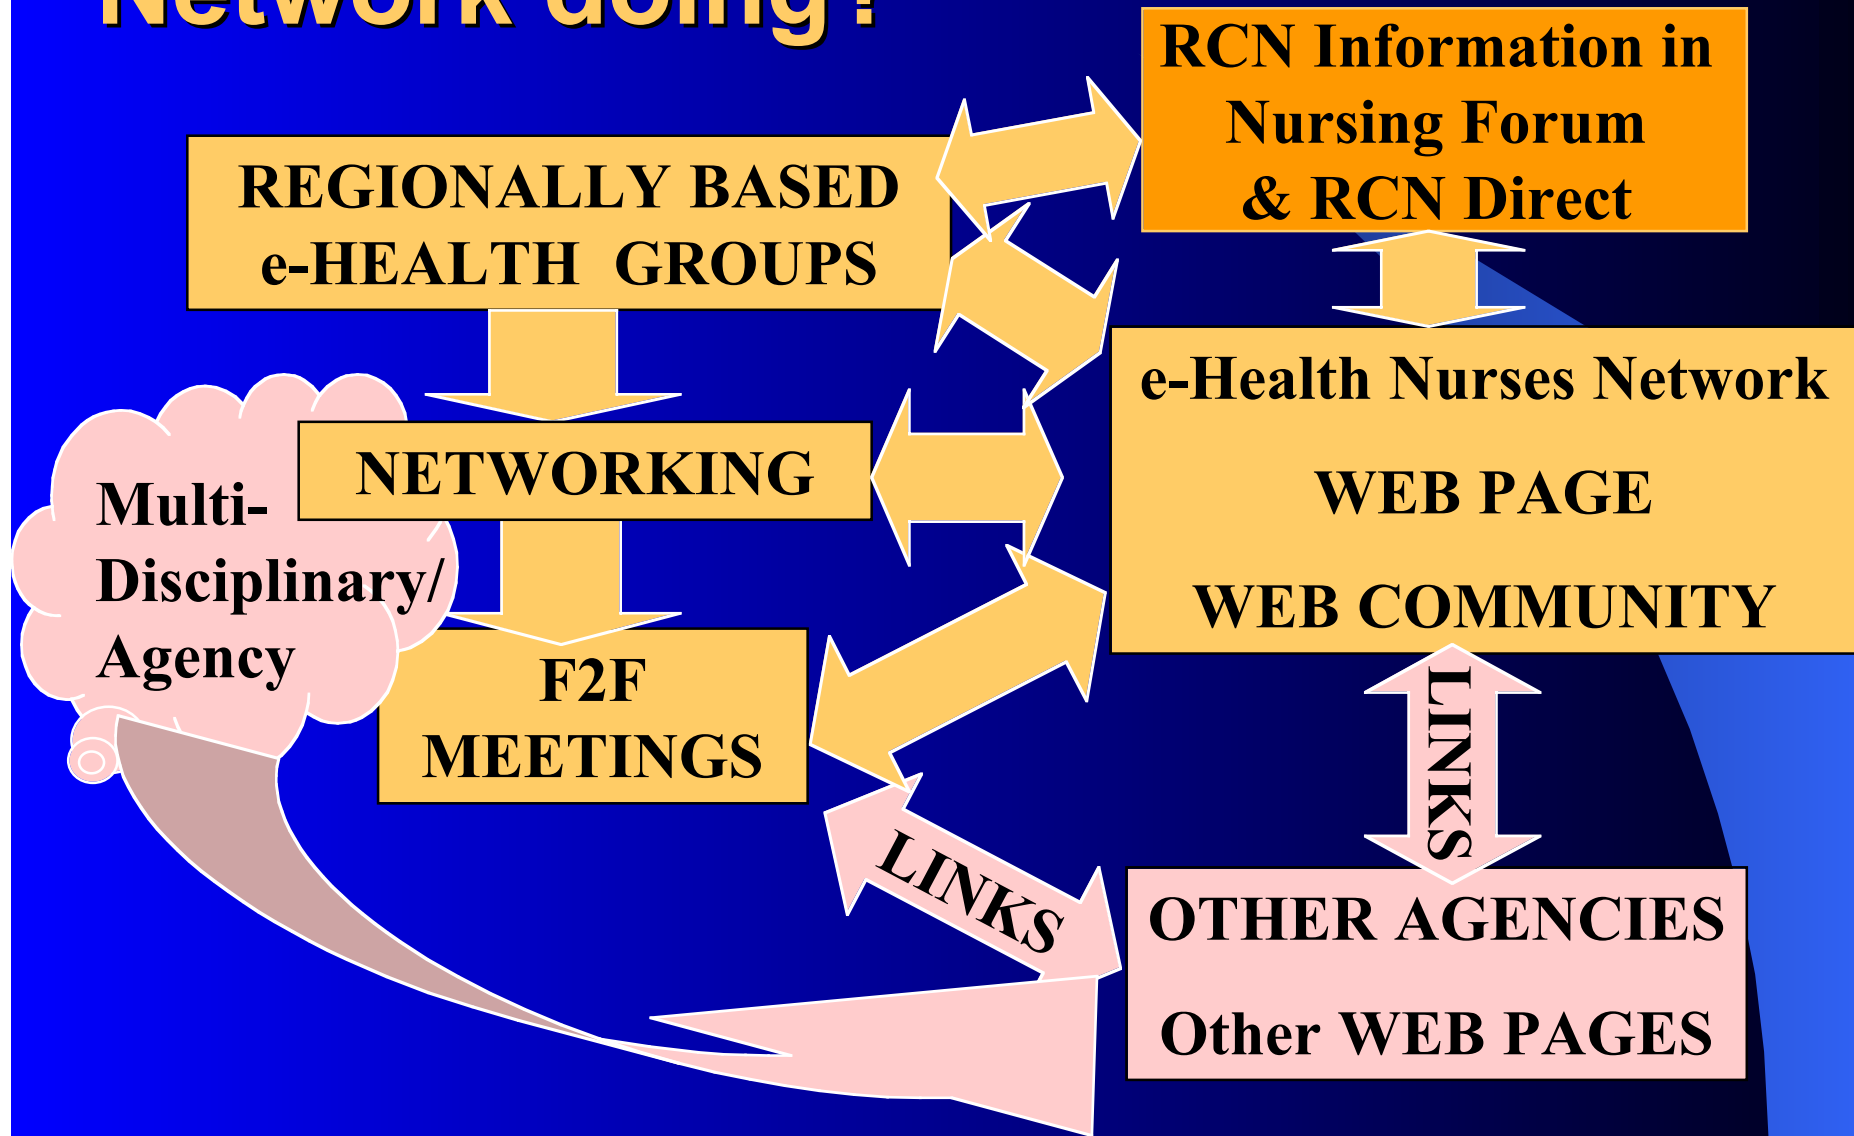 Network doing?
RCN Information in
Nursing Forum
& RCN Direct
REGIONALLY BASED
e-HEALTH GROUPS
e-Health Nurses Network
WEB PAGE
WEB COMMUNITY
NETWORKING
Multi-
Disciplinary/
Agency
F2F
MEETINGS
LINKS
LINKS
OTHER AGENCIES
Other WEB PAGES